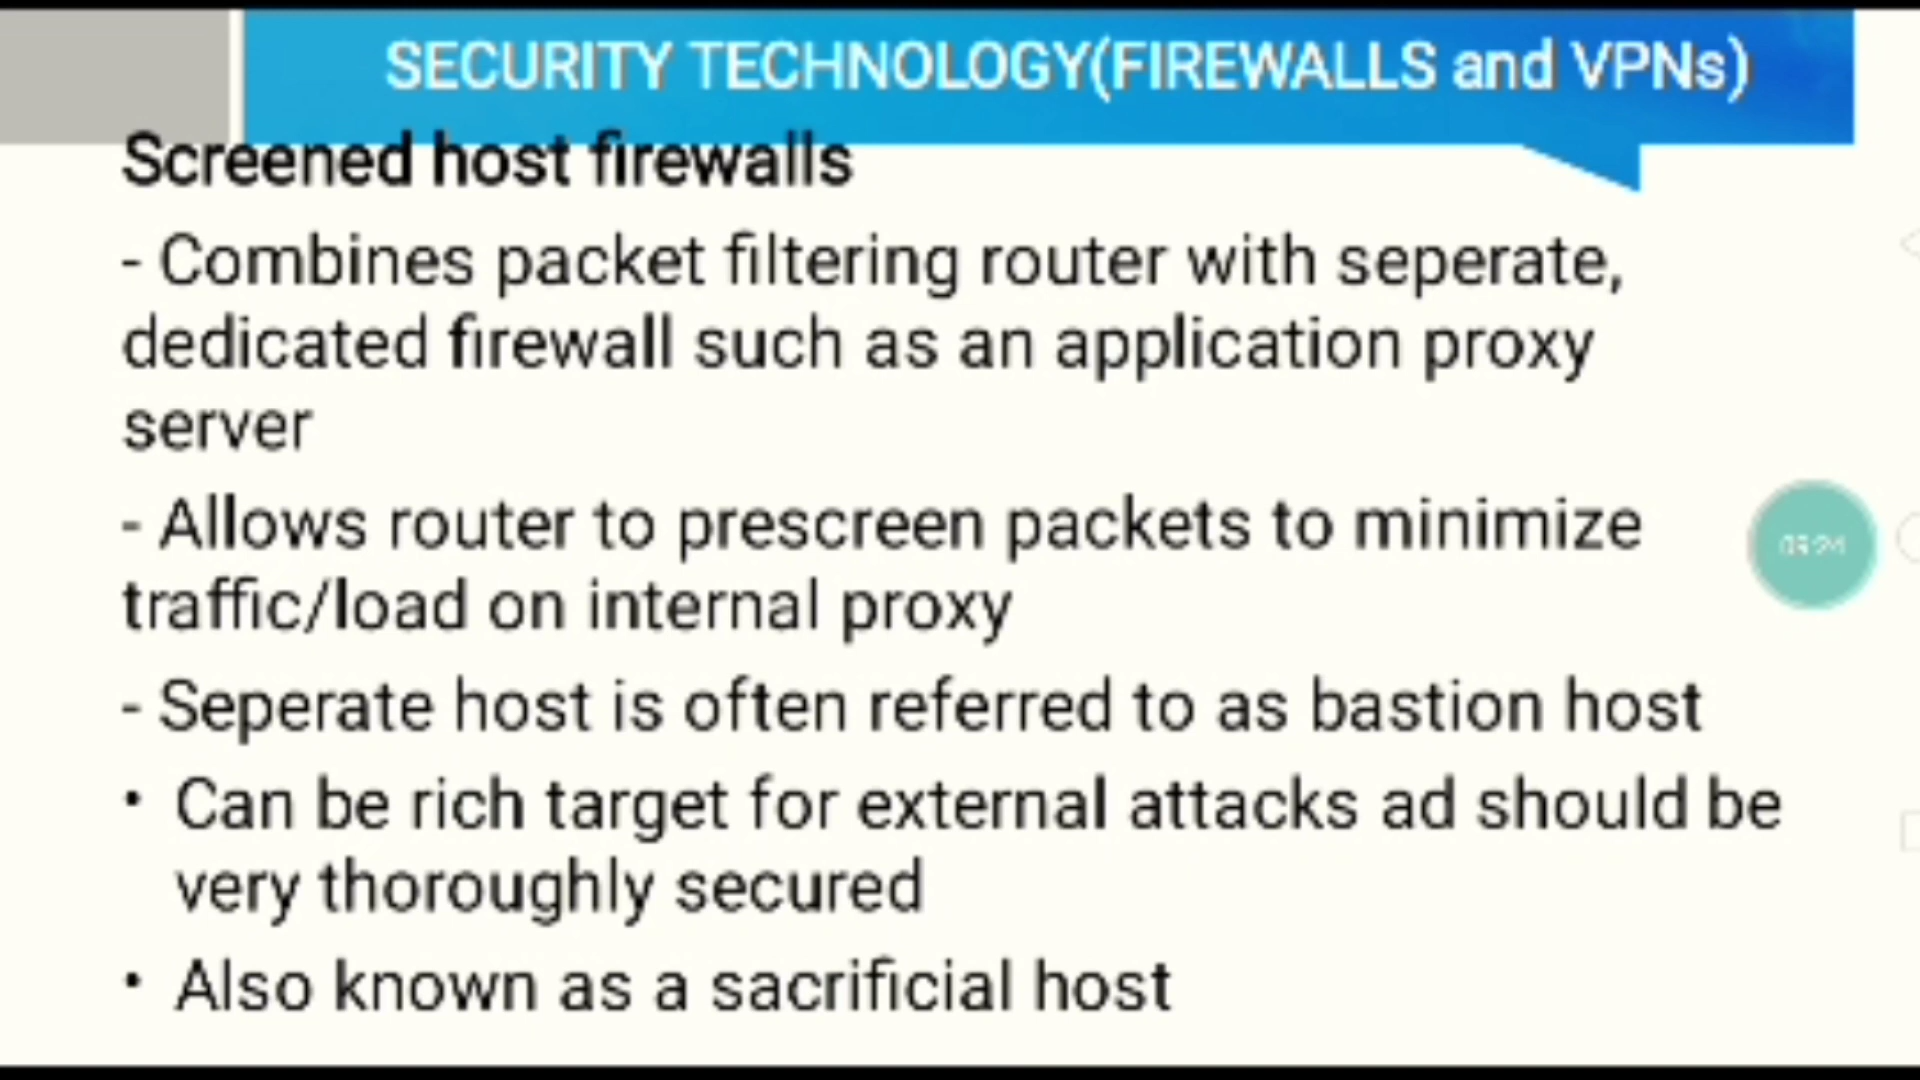 SECURITY TECHNOLOGY(FIREWALLS and VPNs)
Screened host firewalls
- Combines packet filtering router with seperate,
dedicated firewall such as an application proxy
server
- Allows router to prescreen packets to minimize
traffic/load on internal proxy
- Seperate host is often referred to as bastion host
• Can be rich target for external attacks ad should be
very thoroughly secured
• Also known as a sacrificial host